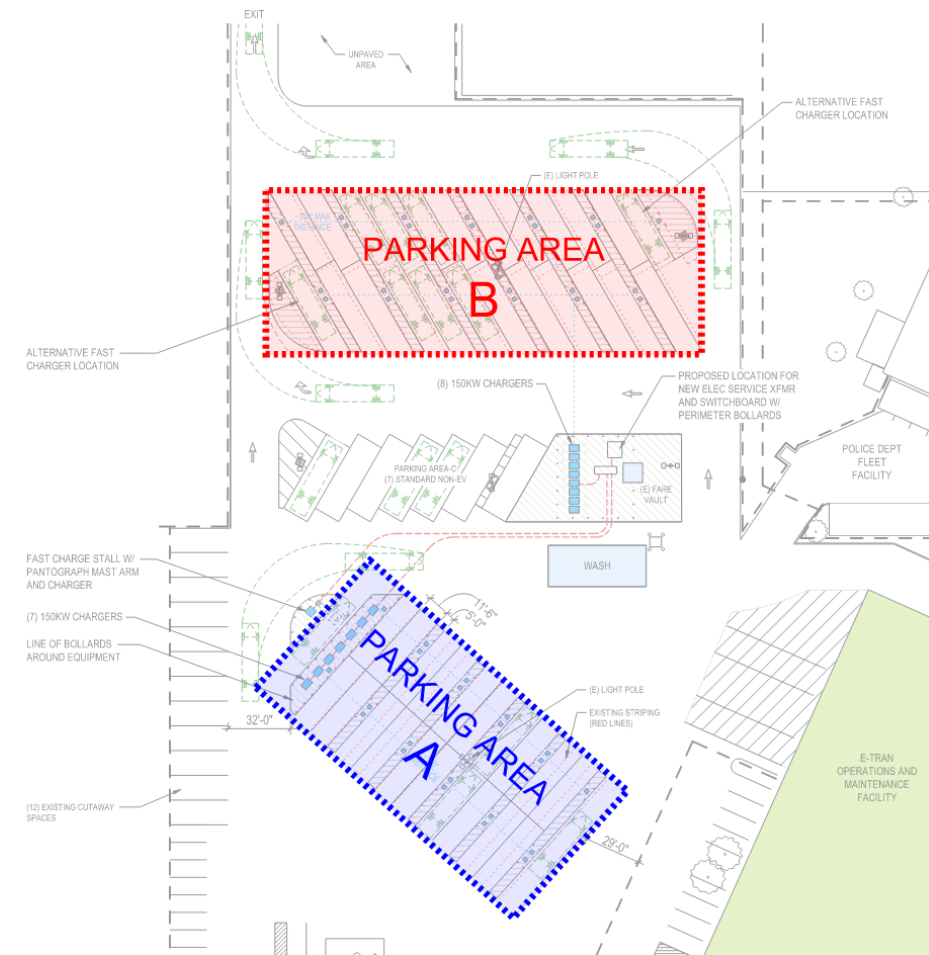 EXIT
UNPAVED
AREA
ALTERNATIVE FAST
CHARGER LOCATION
(E) LIGHT POLE
MAX
DISTANCE
PARKING AREA
B
ALTERNATIVE FAST
CHARGER LOCATION
(8) 150KW CHARGERS
PROPOSED LOCATION FOR
NEW ELEC SERVICE XFMR
AND SWITCHBOARD W/
PERIMETER BOLLARDS
POLICE DEPT
FLEET
FACILITY
PARKING AREA-C
(7) STANDARD NON-EV
(E) FARE
VAULT
WASH
FAST CHARGE STALL W/
PANTOGRAPH MAST ARM
AND CHARGER
(7) 150KW CHARGERS
LINE OF BOLLARDS
AROUND EQUIPMENT
11'-6"
5'-0"
PARKING AREA
A
(E) LIGHT POLE
EXISTING STRIPING
(RED LINES)
32'-0"
29'-0"
(12) EXISTING CUTAWAY
SPACES
E-TRAN
OPERATIONS AND
MAINTENANCE
FACILITY